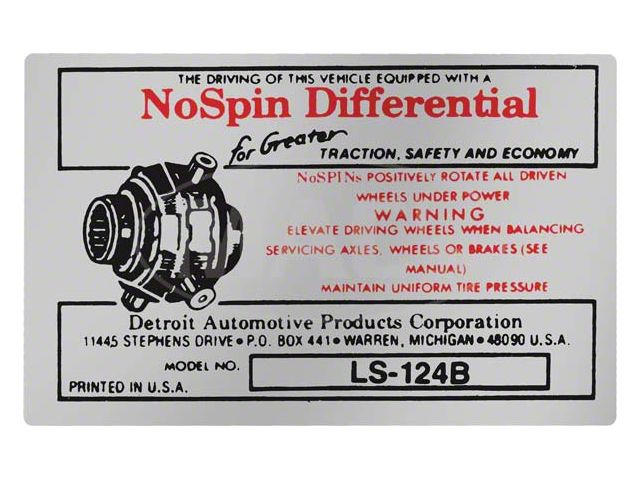 THE DRIVING OF THIS VEHICLE EQUIPPED WITH A
NoSpin Differential
for Greater
TRACTION, SAFETY AND ECONOMY
NoSPINs POSITIVELY ROTATE ALL DRIVEN
WHEELS UNDER POWER
WARNING
ELEVATE DRIVING WHEELS WHEN BALANCING
SERVICING AXLES, WHEELS OR BRAKES (SEE
MANUAL)
MAINTAIN UNIFORM TIRE PRESSURE
Detroit Automotive Products Corporation
11445 STEPHENS DRIVE • P.O. BOX 441 • WARREN, MICHIGAN • 48090 U.S.A.
MODEL NO.
LS-124B
PRINTED IN U.S.A.